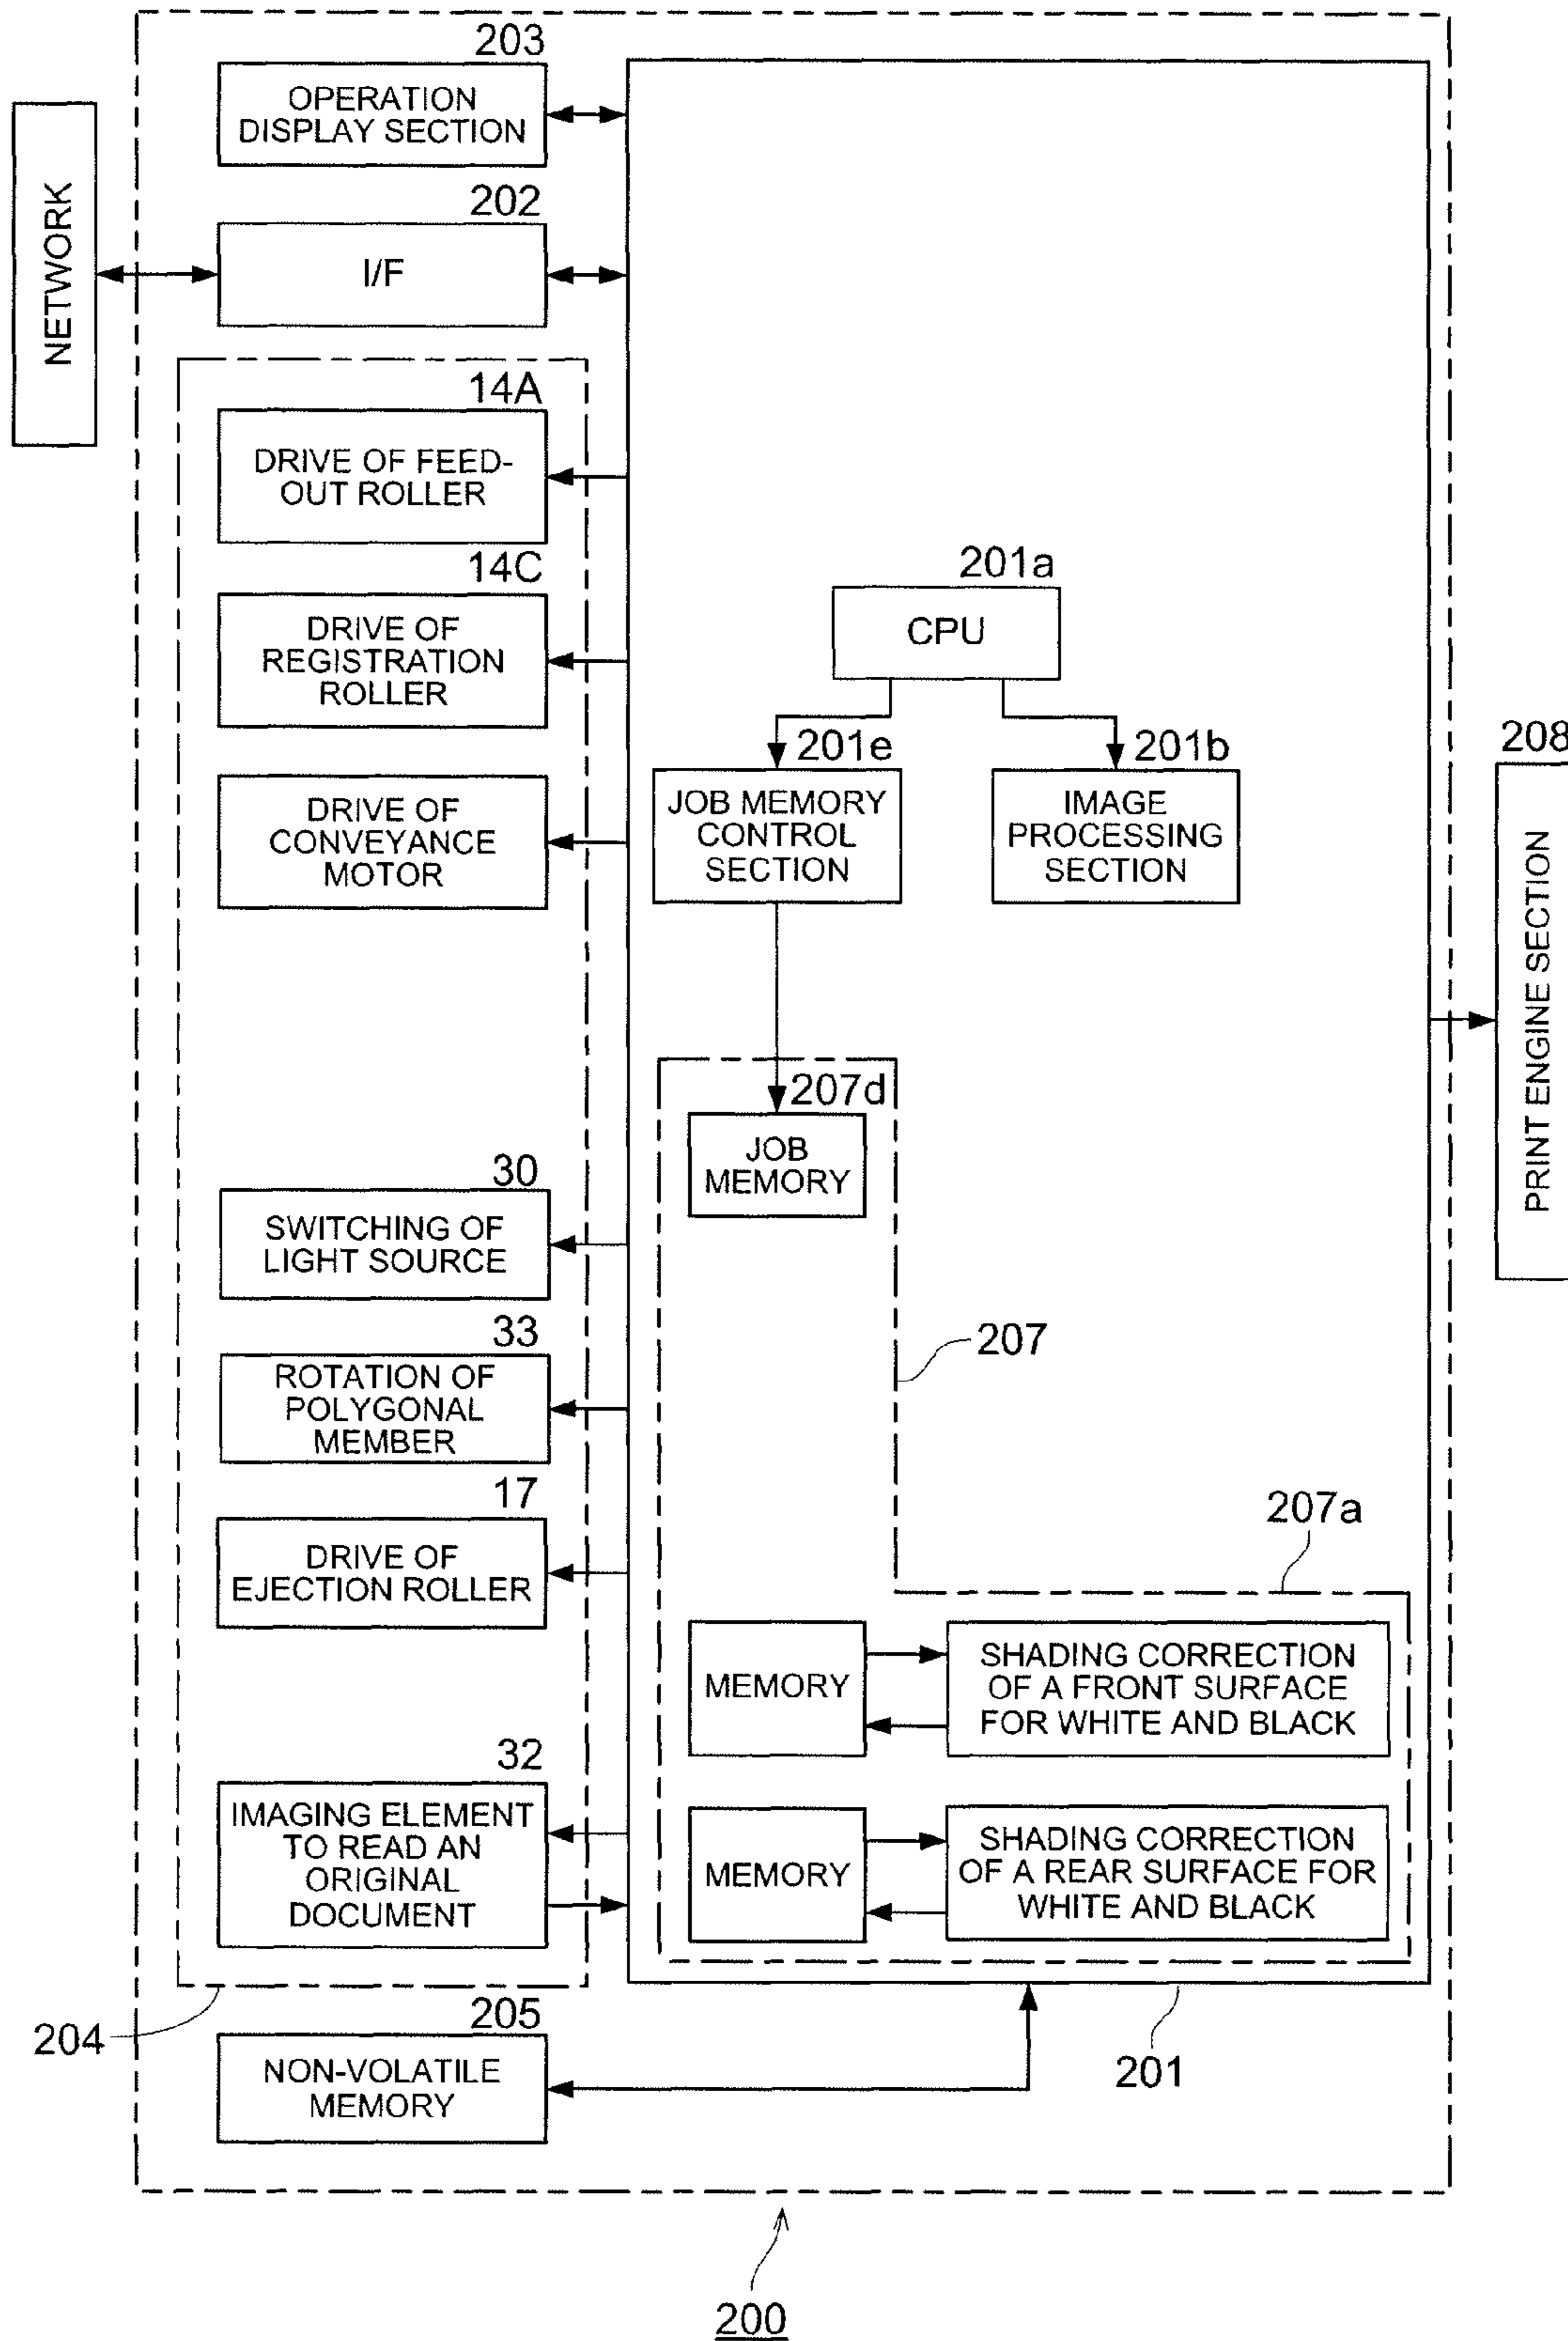 203
OPERATION
DISPLAY SECTION
NETWORK
202
I/F
14A
DRIVE OF FEED-
OUT ROLLER
14C
DRIVE OF
REGISTRATION
ROLLER
DRIVE OF
CONVEYANCE
MOTOR
201a
CPU
201e
JOB MEMORY
CONTROL
SECTION
201b
IMAGE
PROCESSING
SECTION
208
PRINT ENGINE SECTION
207d
JOB
MEMORY
30
SWITCHING OF
LIGHT SOURCE
33
ROTATION OF
POLYGONAL
MEMBER
207
17
DRIVE OF
EJECTION ROLLER
207a
MEMORY
SHADING CORRECTION
OF A FRONT SURFACE
FOR WHITE AND BLACK
32
IMAGING ELEMENT
TO READ AN
ORIGINAL
DOCUMENT
MEMORY
SHADING CORRECTION
OF A REAR SURFACE FOR
WHITE AND BLACK
204
205
NON-VOLATILE
MEMORY
201
200